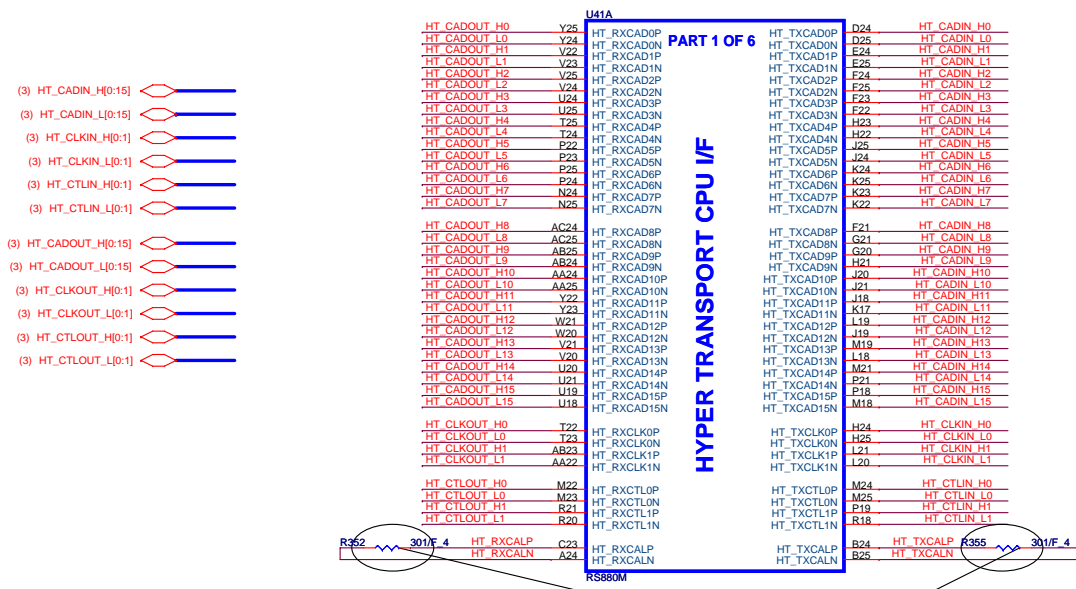 U41A
PART 1 OF 6
HYPER TRANSPORT CPU I/F
(3) HT_CADIN_H[0:15]
(3) HT_CADIN_L[0:15]
(3) HT_CLKIN_H[0:1]
(3) HT_CLKIN_L[0:1]
(3) HT_CTLIN_H[0:1]
(3) HT_CTLIN_L[0:1]
(3) HT_CADOUT_H[0:15]
(3) HT_CADOUT_L[0:15]
(3) HT_CLKOUT_H[0:1]
(3) HT_CLKOUT_L[0:1]
(3) HT_CTLOUT_H[0:1]
(3) HT_CTLOUT_L[0:1]
HT_CADOUT_H0 Y25 HT_RXCAD0P HT_TXCAD0P D24 HT_CADIN_H0
HT_CADOUT_L0 Y24 HT_RXCAD0N HT_TXCAD0N D25 HT_CADIN_L0
HT_CADOUT_H1 V22 HT_RXCAD1P HT_TXCAD1P E24 HT_CADIN_H1
HT_CADOUT_L1 V23 HT_RXCAD1N HT_TXCAD1N E25 HT_CADIN_L1
HT_CADOUT_H2 V25 HT_RXCAD2P HT_TXCAD2P F24 HT_CADIN_H2
HT_CADOUT_L2 V24 HT_RXCAD2N HT_TXCAD2N F25 HT_CADIN_L2
HT_CADOUT_H3 U24 HT_RXCAD3P HT_TXCAD3P F23 HT_CADIN_H3
HT_CADOUT_L3 U25 HT_RXCAD3N HT_TXCAD3N F22 HT_CADIN_L3
HT_CADOUT_H4 T25 HT_RXCAD4P HT_TXCAD4P H23 HT_CADIN_H4
HT_CADOUT_L4 T24 HT_RXCAD4N HT_TXCAD4N H22 HT_CADIN_L4
HT_CADOUT_H5 P22 HT_RXCAD5P HT_TXCAD5P J25 HT_CADIN_H5
HT_CADOUT_L5 P23 HT_RXCAD5N HT_TXCAD5N J24 HT_CADIN_L5
HT_CADOUT_H6 P25 HT_RXCAD6P HT_TXCAD6P K24 HT_CADIN_H6
HT_CADOUT_L6 P24 HT_RXCAD6N HT_TXCAD6N K25 HT_CADIN_L6
HT_CADOUT_H7 N24 HT_RXCAD7P HT_TXCAD7P K23 HT_CADIN_H7
HT_CADOUT_L7 N25 HT_RXCAD7N HT_TXCAD7N K22 HT_CADIN_L7
HT_CADOUT_H8 AC24 HT_RXCAD8P HT_TXCAD8P F21 HT_CADIN_H8
HT_CADOUT_L8 AC25 HT_RXCAD8N HT_TXCAD8N G21 HT_CADIN_L8
HT_CADOUT_H9 AB25 HT_RXCAD9P HT_TXCAD9P G20 HT_CADIN_H9
HT_CADOUT_L9 AB24 HT_RXCAD9N HT_TXCAD9N H21 HT_CADIN_L9
HT_CADOUT_H10 AA24 HT_RXCAD10P HT_TXCAD10P J20 HT_CADIN_H10
HT_CADOUT_L10 AA25 HT_RXCAD10N HT_TXCAD10N J21 HT_CADIN_L10
HT_CADOUT_H11 Y22 HT_RXCAD11P HT_TXCAD11P J18 HT_CADIN_H11
HT_CADOUT_L11 Y23 HT_RXCAD11N HT_TXCAD11N K17 HT_CADIN_L11
HT_CADOUT_H12 W21 HT_RXCAD12P HT_TXCAD12P L19 HT_CADIN_H12
HT_CADOUT_L12 W20 HT_RXCAD12N HT_TXCAD12N J19 HT_CADIN_L12
HT_CADOUT_H13 V21 HT_RXCAD13P HT_TXCAD13P M19 HT_CADIN_H13
HT_CADOUT_L13 V20 HT_RXCAD13N HT_TXCAD13N L18 HT_CADIN_L13
HT_CADOUT_H14 U20 HT_RXCAD14P HT_TXCAD14P M21 HT_CADIN_H14
HT_CADOUT_L14 U21 HT_RXCAD14N HT_TXCAD14N P21 HT_CADIN_L14
HT_CADOUT_H15 U19 HT_RXCAD15P HT_TXCAD15P P18 HT_CADIN_H15
HT_CADOUT_L15 U18 HT_RXCAD15N HT_TXCAD15N M18 HT_CADIN_L15
HT_CLKOUT_H0 T22 HT_RXCLK0P HT_TXCLK0P H24 HT_CLKIN_H0
HT_CLKOUT_L0 T23 HT_RXCLK0N HT_TXCLK0N H25 HT_CLKIN_L0
HT_CLKOUT_H1 AB23 HT_RXCLK1P HT_TXCLK1P L21 HT_CLKIN_H1
HT_CLKOUT_L1 AA22 HT_RXCLK1N HT_TXCLK1N L20 HT_CLKIN_L1
HT_CTLOUT_H0 M22 HT_RXCTL0P HT_TXCTL0P M24 HT_CTLIN_H0
HT_CTLOUT_L0 M23 HT_RXCTL0N HT_TXCTL0N M25 HT_CTLIN_L0
HT_CTLOUT_H1 R21 HT_RXCTL1P HT_TXCTL1P P19 HT_CTLIN_H1
HT_CTLOUT_L1 R20 HT_RXCTL1N HT_TXCTL1N R18 HT_CTLIN_L1
R352 301/F_4 HT_RXCALP C23 HT_RXCALP HT_TXCALP B24 HT_TXCALP R355 301/F_4
HT_RXCALN A24 HT_RXCALN HT_TXCALN B25 HT_TXCALN
RS880M